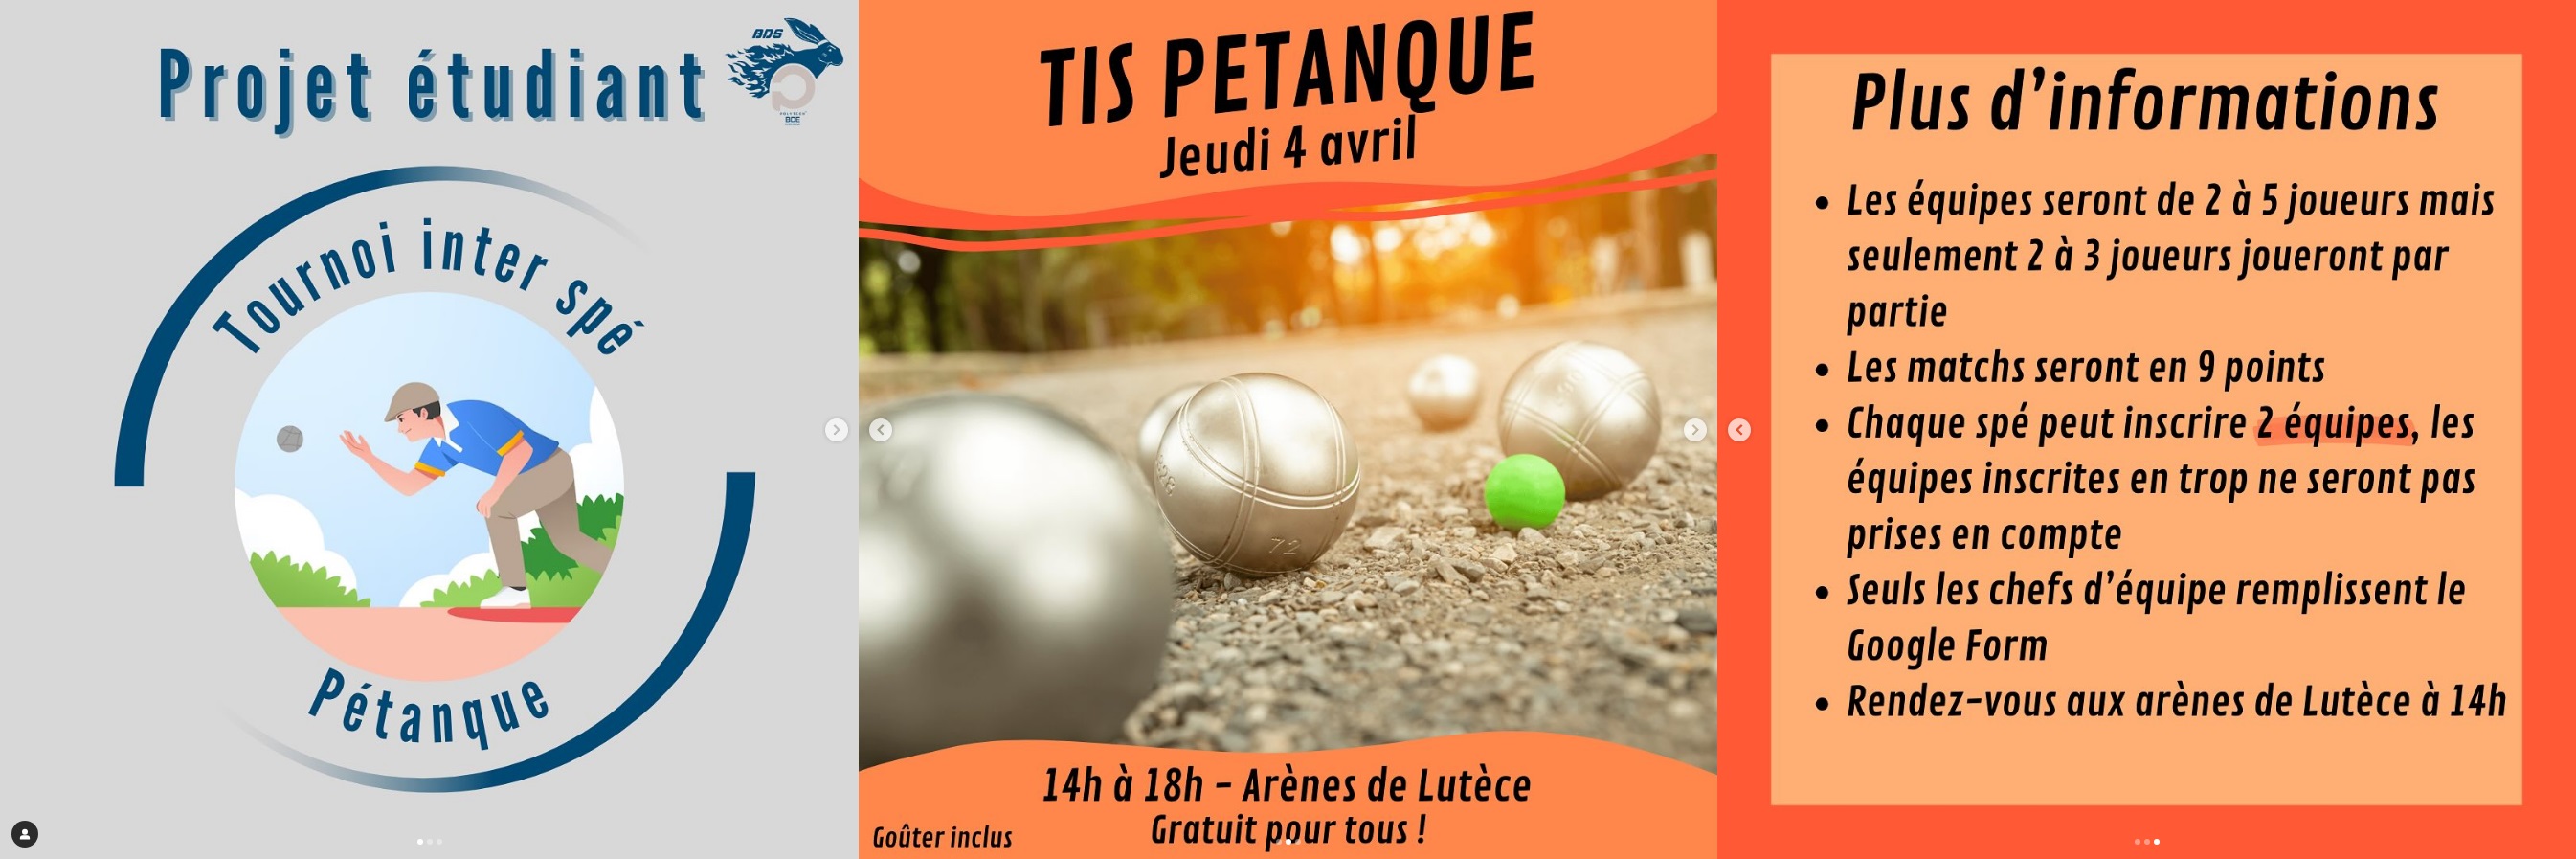 Projet étudiant
BDS
POLYTECH
BDE
Tournoi inter spé
Pétanque
TIS PETANQUE
Jeudi 4 avril
72
14h à 18h - Arènes de Lutèce
Gratuit pour tous !
Goûter inclus
Plus d'informations
• Les équipes seront de 2 à 5 joueurs mais
seulement 2 à 3 joueurs joueront par
partie
• Les matchs seront en 9 points
• Chaque spé peut inscrire 2 équipes, les
équipes inscrites en trop ne seront pas
prises en compte
• Seuls les chefs d'équipe remplissent le
Google Form
• Rendez-vous aux arènes de Lutèce à 14h